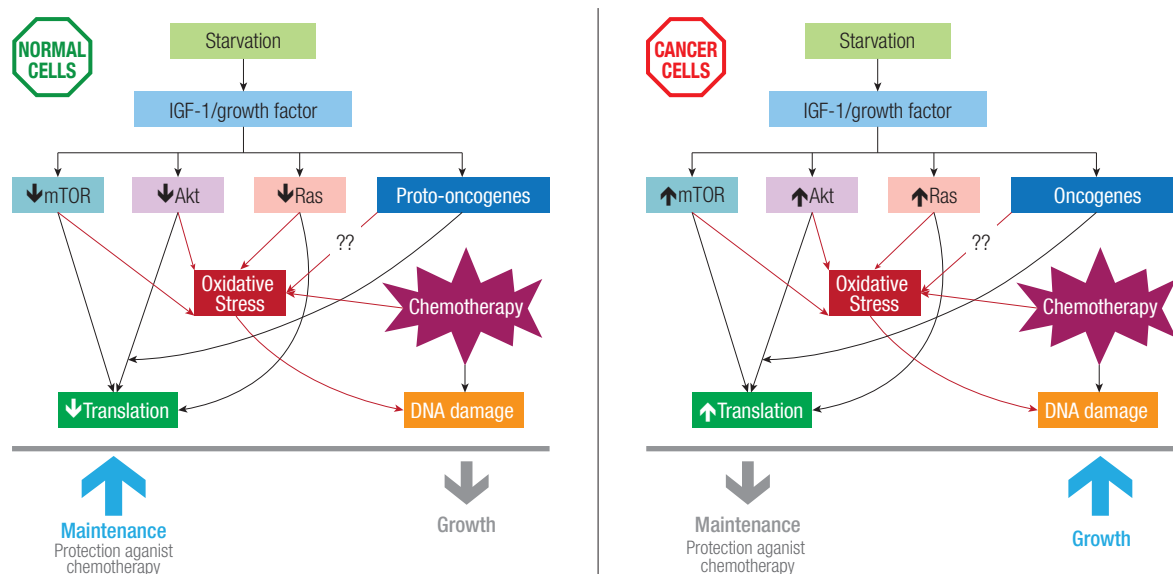 NORMAL
CELLS
Starvation
IGF-1/growth factor
mTOR
Akt
Ras
Proto-oncogenes
??
Oxidative
Stress
Chemotherapy
Translation
DNA damage
Maintenance
Protection aganist
chemotherapy
Growth
CANCER
CELLS
Starvation
IGF-1/growth factor
mTOR
Akt
Ras
Oncogenes
??
Oxidative
Stress
Chemotherapy
Translation
DNA damage
Maintenance
Protection aganist
chemotherapy
Growth